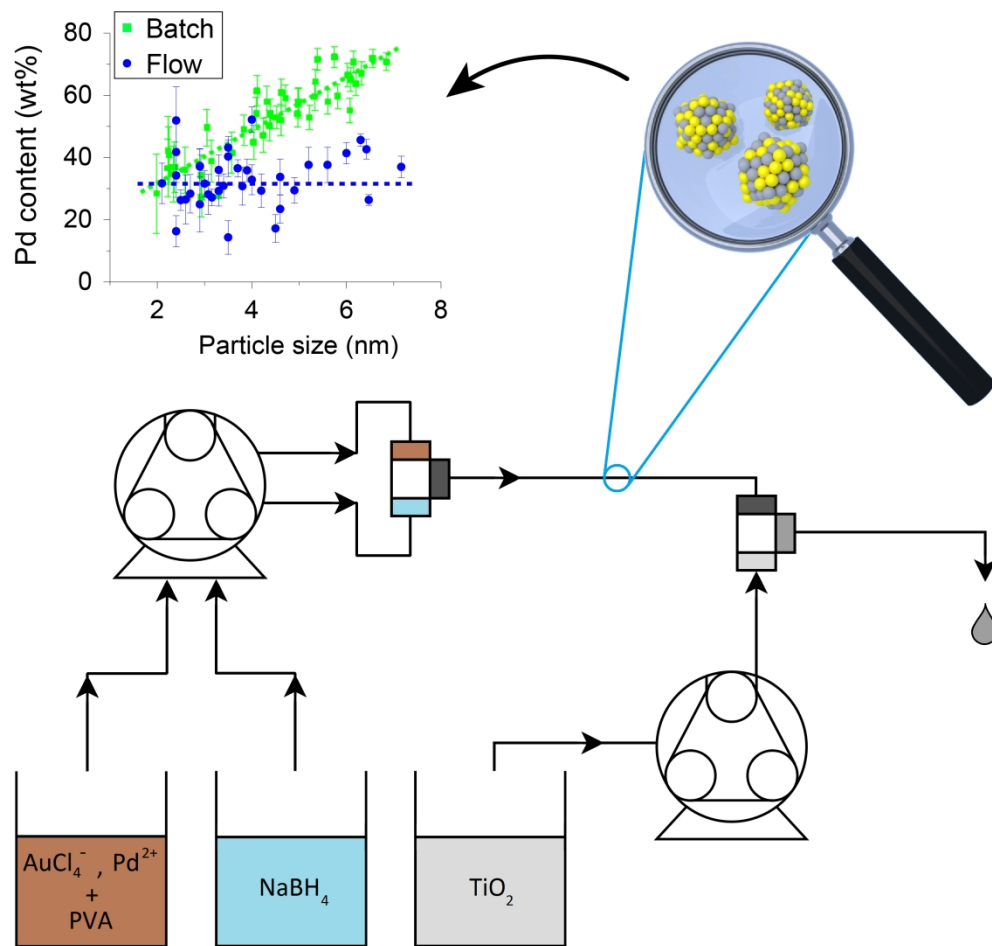 Batch
Flow
Pd content (wt%)
80
60
40
20
0
2 4 6 8
Particle size (nm)
AuCl₄⁻ , Pd²⁺
+
PVA
NaBH₄
TiO₂